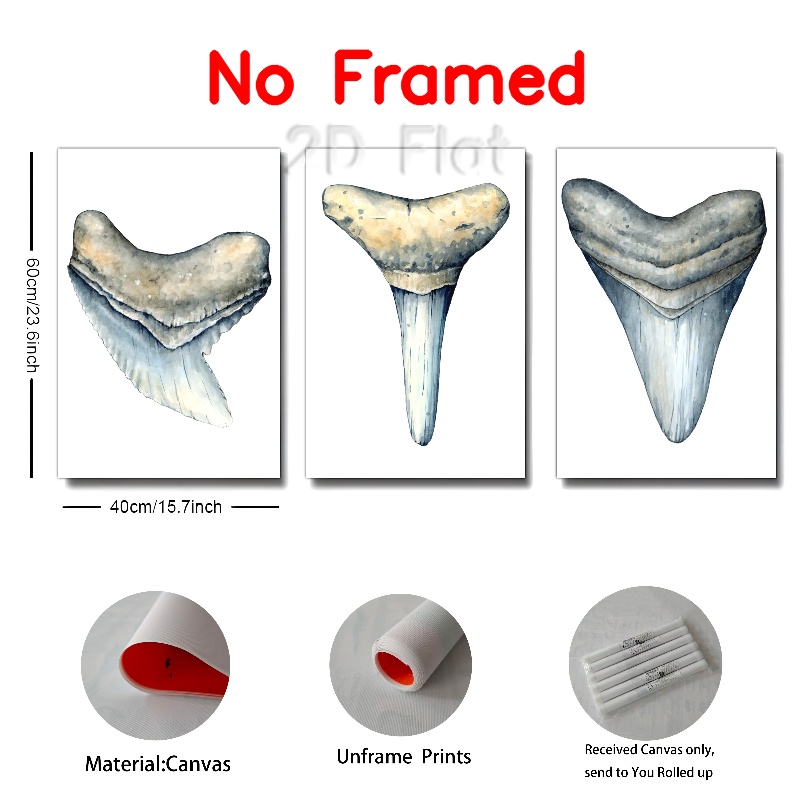 No Framed
2D Flat
60cm/23.6inch
40cm/15.7inch
Material:Canvas
Unframe Prints
Received Canvas only,
send to You Rolled up